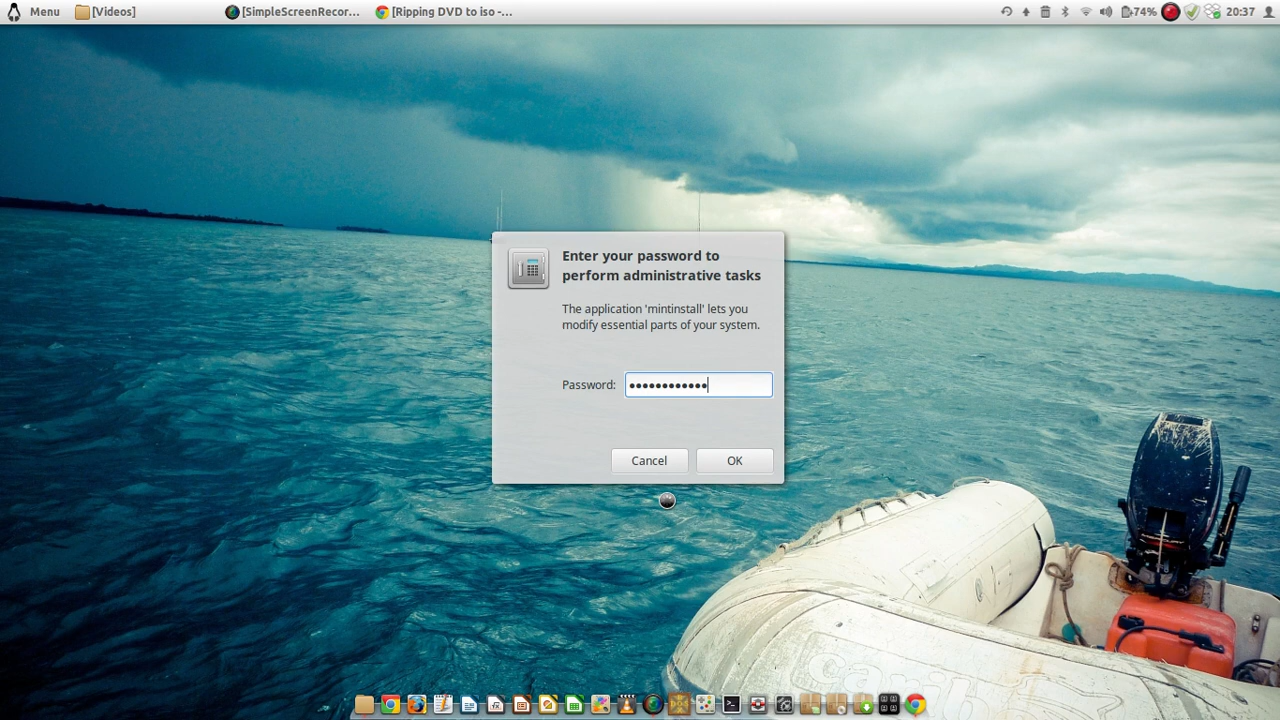 Menu [Videos] [SimpleScreenRecor... [Ripping DVD to iso -... 74% 20:37
Enter your password to
perform administrative tasks
The application 'mintinstall' lets you
modify essential parts of your system.
Password: ••••••••••••
Cancel OK